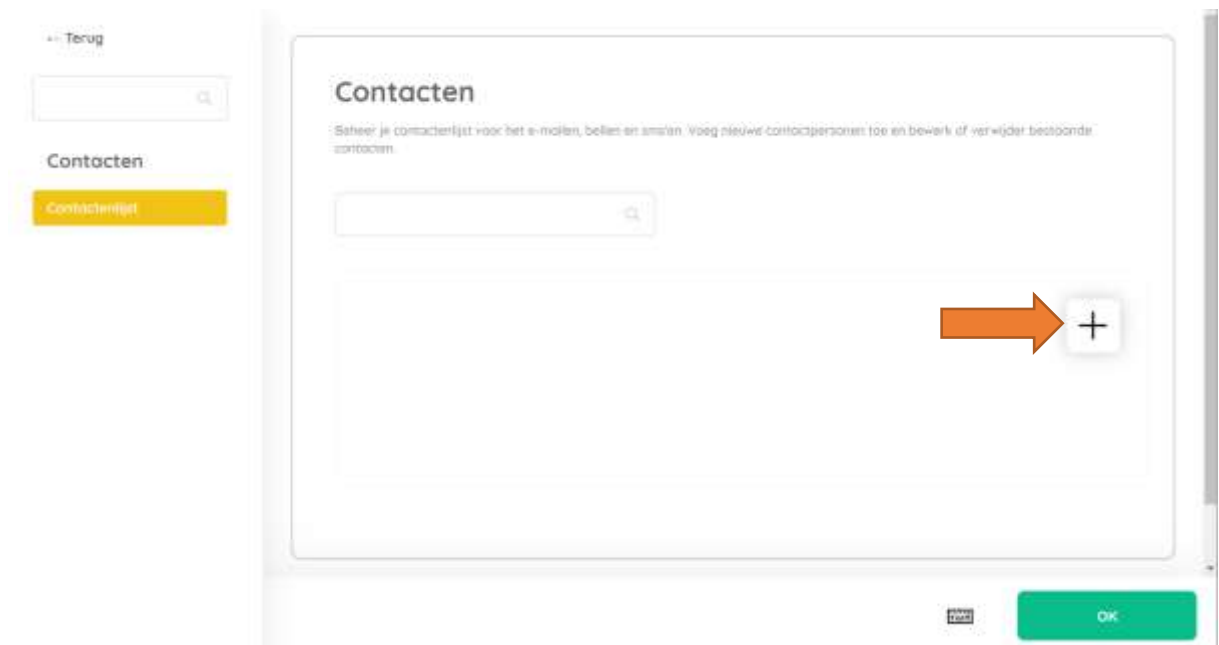 ← Terug
Contacten
Contactenlijst
Contacten
Beheer je contactenlijst voor het e-mailen, bellen en sms'en. Voeg nieuwe contactpersonen toe en bewerk of verwijder bestaande
contacten.
OK